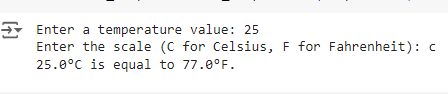 Enter a temperature value: 25
Enter the scale (C for Celsius, F for Fahrenheit): c
25.0°C is equal to 77.0°F.